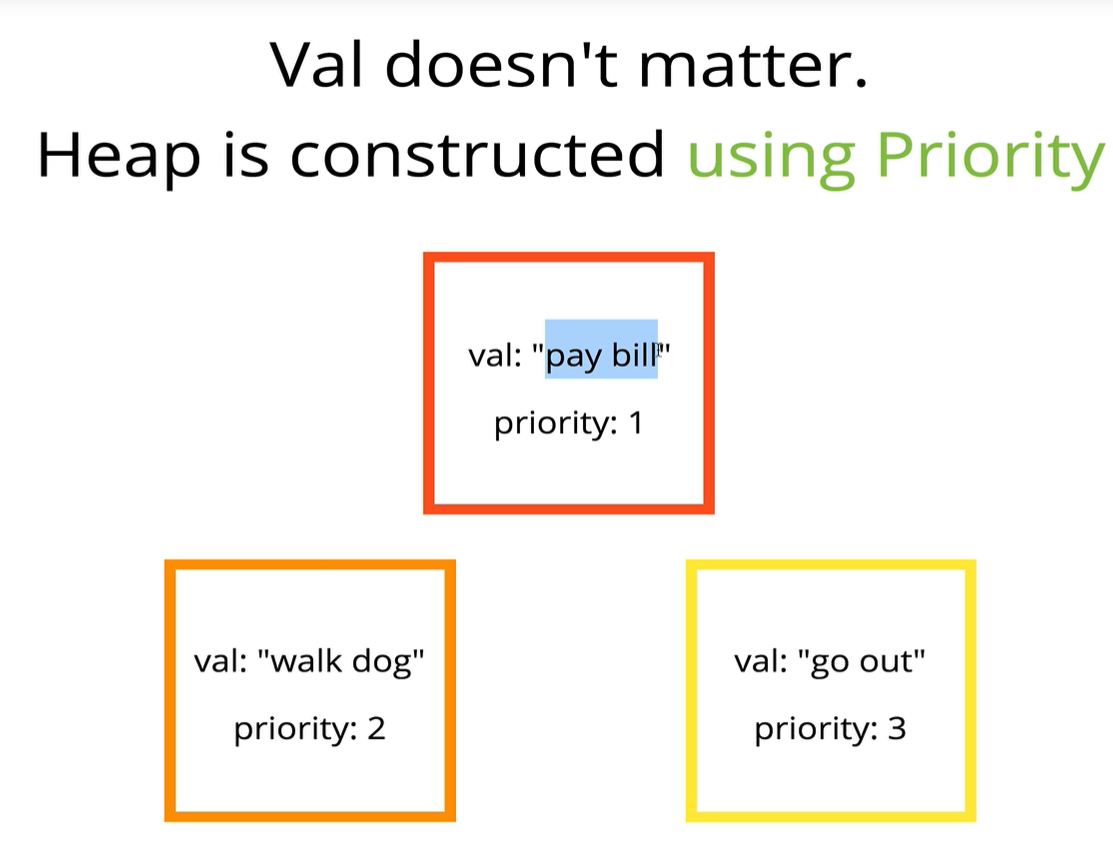 Val doesn't matter.
Heap is constructed using Priority
val: "pay bill"
priority: 1
val: "walk dog"
priority: 2
val: "go out"
priority: 3